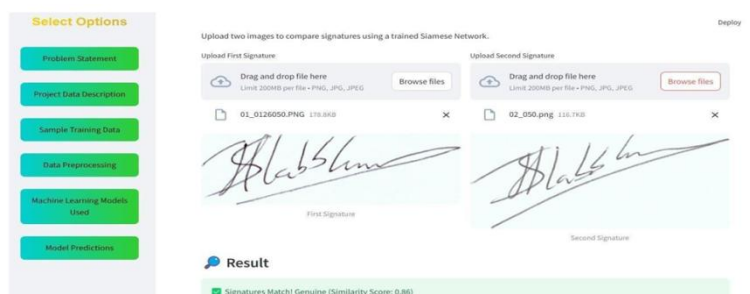 Select Options
Problem Statement
Project Data Description
Sample Training Data
Data Preprocessing
Machine Learning Models
Used
Model Predictions
Deploy
Upload two images to compare signatures using a trained Siamese Network.
Upload First Signature
Drag and drop file here
Limit 200MB per file • PNG, JPG, JPEG
Browse files
01_0126050.PNG 178.8KB
First Signature
Upload Second Signature
Drag and drop file here
Limit 200MB per file • PNG, JPG, JPEG
Browse files
02_050.png 116.7KB
Second Signature
Result
Signatures Match! Genuine (Similarity Score: 0.86)